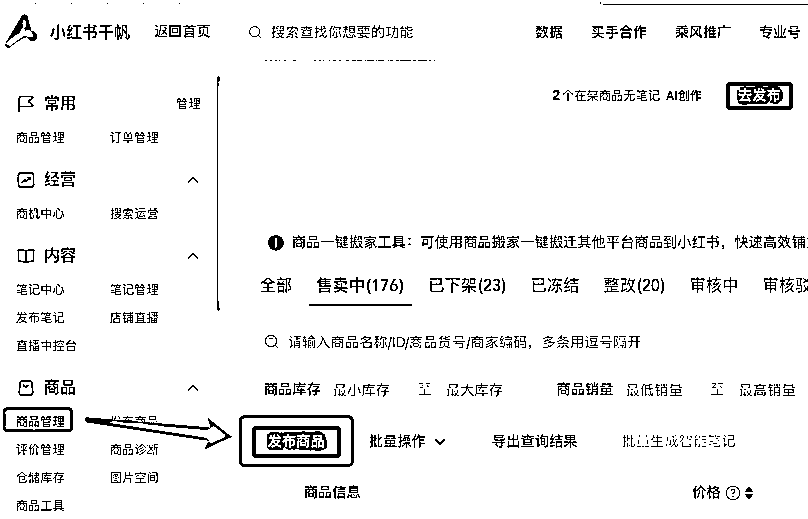 小红书千帆 返回首页 搜索查找你想要的功能 数据 买手合作 乘风推广 专业号
2个在架商品无笔记 AI创作 去发布
常用 管理
商品管理 订单管理
经营
商机中心 搜索运营
内容
笔记中心 笔记管理
发布笔记 店铺直播
直播中控台
商品
商品管理 发布商品
评价管理 商品诊断
仓储库存 图片空间
商品工具
商品一键搬家工具：可使用商品搬家一键搬迁其他平台商品到小红书，快速高效铺
全部 售卖中(176) 已下架(23) 已冻结 整改(20) 审核中 审核驳
请输入商品名称/ID/商品货号/商家编码，多条用逗号隔开
商品库存 最小库存 至 最大库存 商品销量 最低销量 至 最高销量
发布商品 批量操作 导出查询结果 批量生成智能笔记
商品信息 价格